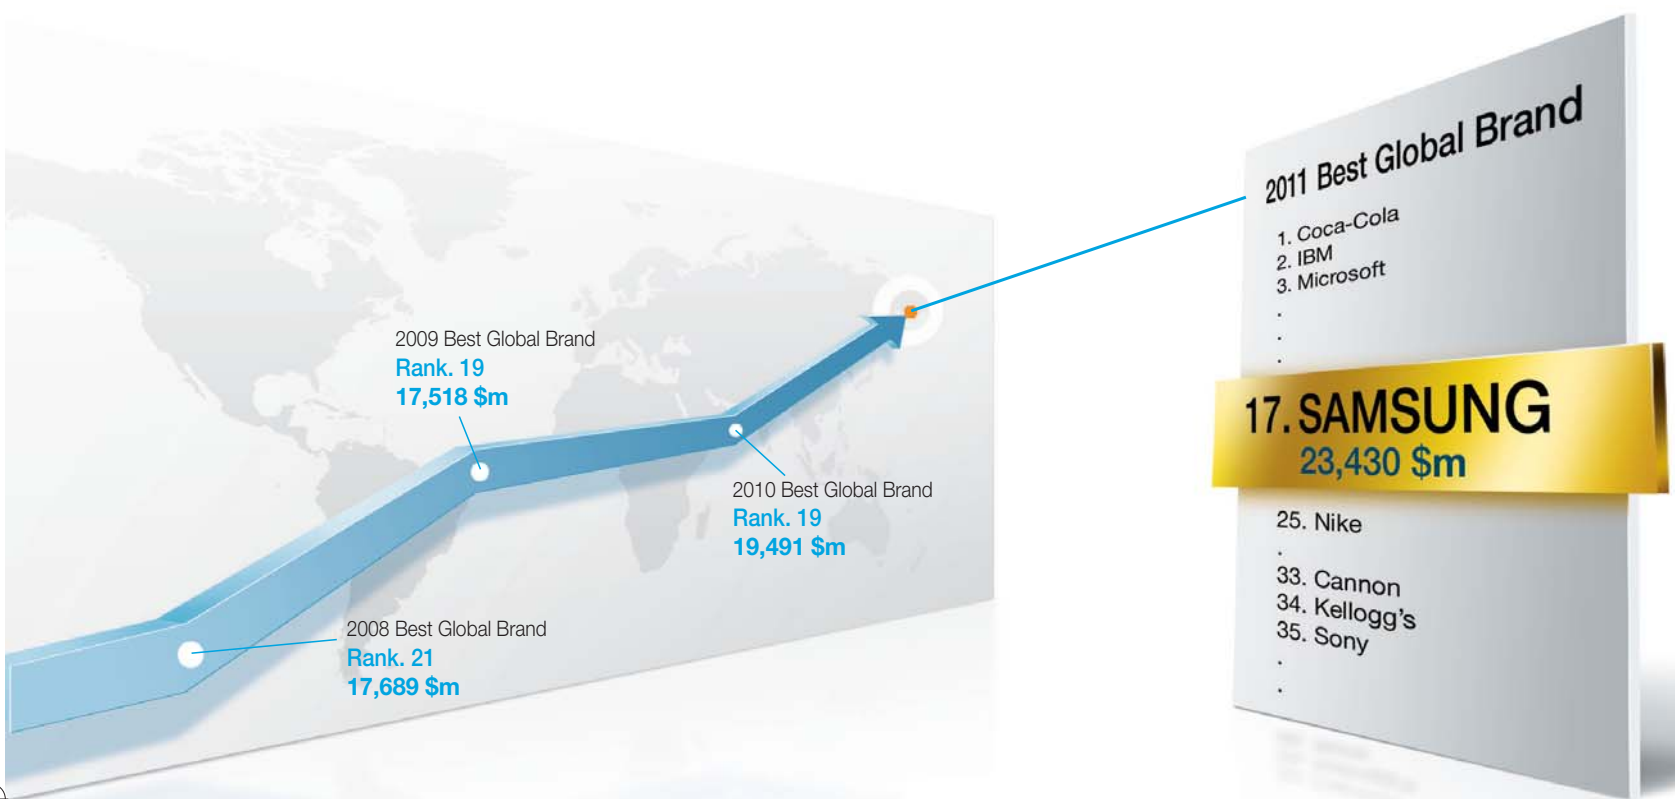 2009 Best Global Brand
Rank. 19
17,518 $m
2010 Best Global Brand
Rank. 19
19,491 $m
2008 Best Global Brand
Rank. 21
17,689 $m
2011 Best Global Brand
1. Coca-Cola
2. IBM
3. Microsoft
.
.
.
17. SAMSUNG
23,430 $m
25. Nike
.
33. Cannon
34. Kellogg's
35. Sony
.
.